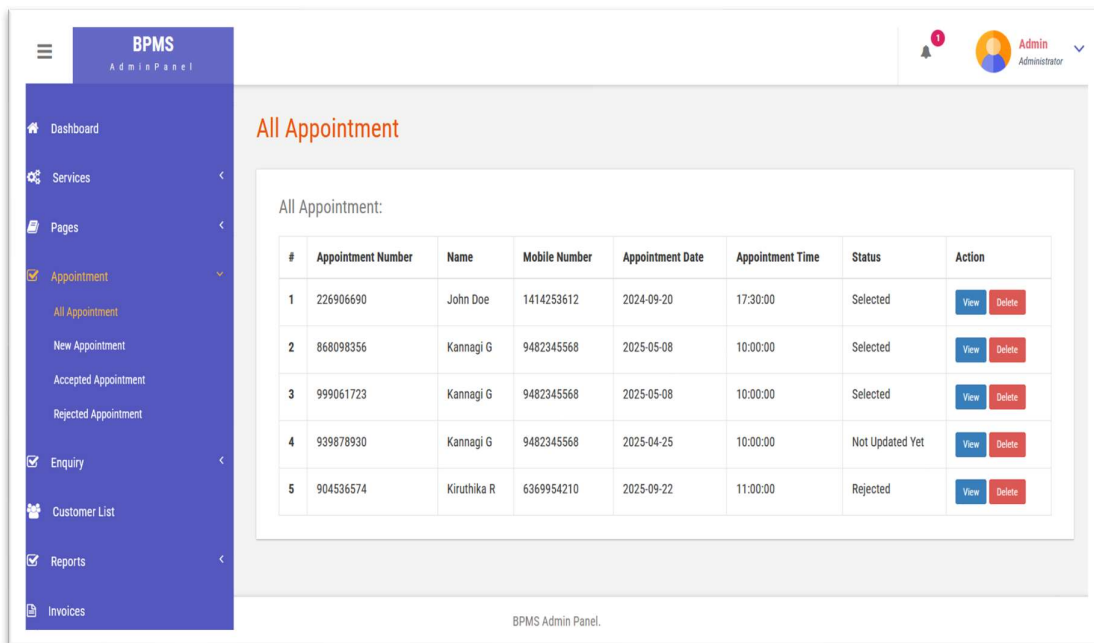 BPMS
AdminPanel
1
Admin
Administrator
Dashboard
Services
Pages
Appointment
All Appointment
New Appointment
Accepted Appointment
Rejected Appointment
Enquiry
Customer List
Reports
Invoices
All Appointment
All Appointment:
# Appointment Number Name Mobile Number Appointment Date Appointment Time Status Action
1 226906690 John Doe 1414253612 2024-09-20 17:30:00 Selected View Delete
2 868098356 Kannagi G 9482345568 2025-05-08 10:00:00 Selected View Delete
3 999061723 Kannagi G 9482345568 2025-05-08 10:00:00 Selected View Delete
4 939878930 Kannagi G 9482345568 2025-04-25 10:00:00 Not Updated Yet View Delete
5 904536574 Kiruthika R 6369954210 2025-09-22 11:00:00 Rejected View Delete
BPMS Admin Panel.